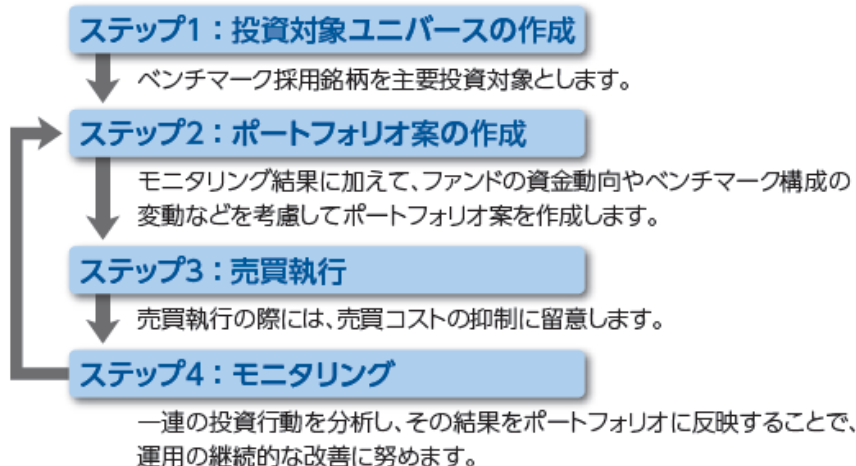 ステップ1：投資対象ユニバースの作成
ベンチマーク採用銘柄を主要投資対象とします。
ステップ2：ポートフォリオ案の作成
モニタリング結果に加えて、ファンドの資金動向やベンチマーク構成の
変動などを考慮してポートフォリオ案を作成します。
ステップ3：売買執行
売買執行の際には、売買コストの抑制に留意します。
ステップ4：モニタリング
一連の投資行動を分析し、その結果をポートフォリオに反映することで、
運用の継続的な改善に努めます。